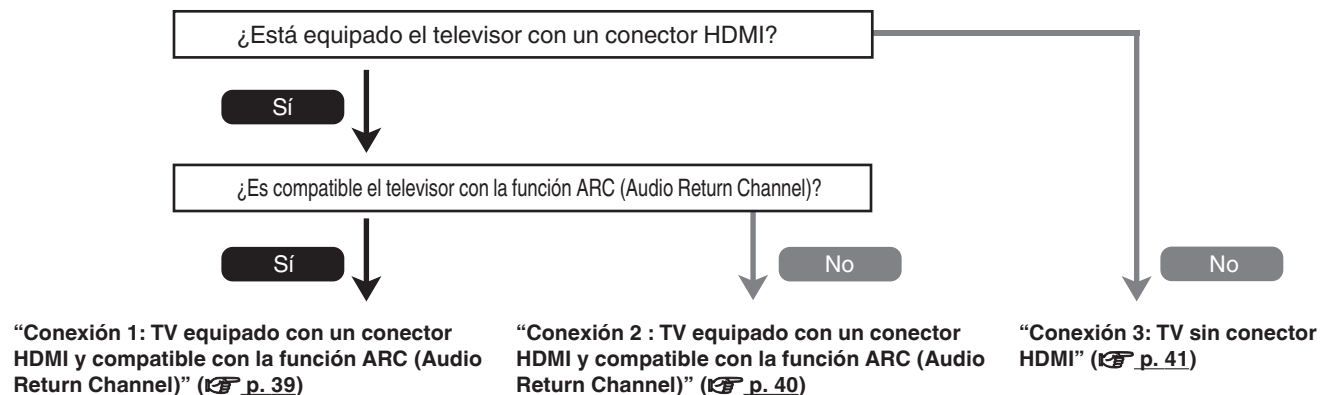 ¿Está equipado el televisor con un conector HDMI?
Sí
¿Es compatible el televisor con la función ARC (Audio Return Channel)?
Sí
No
No
“Conexión 1: TV equipado con un conector
HDMI y compatible con la función ARC (Audio
Return Channel)” (☞ p. 39)
“Conexión 2 : TV equipado con un conector
HDMI y compatible con la función ARC (Audio
Return Channel)” (☞ p. 40)
“Conexión 3: TV sin conector
HDMI” (☞ p. 41)